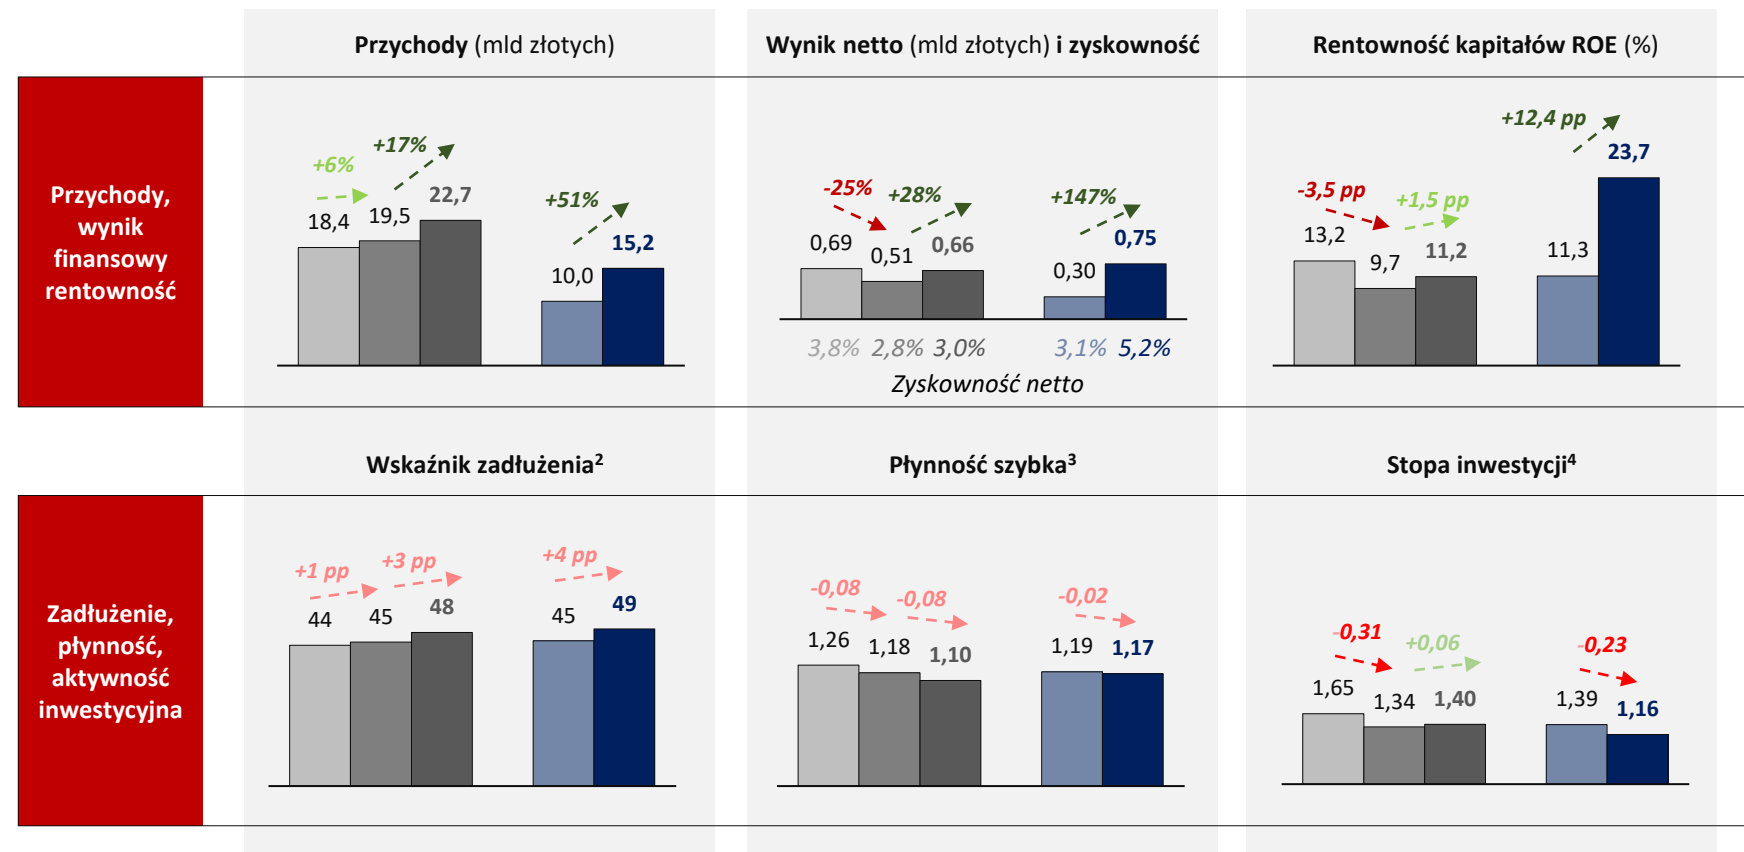 Przychody (mld złotych)
Wynik netto (mld złotych) i zyskowność
Rentowność kapitałów ROE (%)
Przychody,
wynik
finansowy
rentowność
+6%
+17%
18,4
19,5
22,7
+51%
10,0
15,2
-25%
+28%
0,69
0,51
0,66
+147%
0,30
0,75
3,8%
2,8%
3,0%
3,1%
5,2%
Zyskowność netto
-3,5 pp
+1,5 pp
13,2
9,7
11,2
+12,4 pp
11,3
23,7
Wskaźnik zadłużenia²
Płynność szybka³
Stopa inwestycji⁴
Zadłużenie,
płynność,
aktywność
inwestycyjna
+1 pp
+3 pp
44
45
48
+4 pp
45
49
-0,08
-0,08
1,26
1,18
1,10
-0,02
1,19
1,17
-0,31
+0,06
1,65
1,34
1,40
-0,23
1,39
1,16